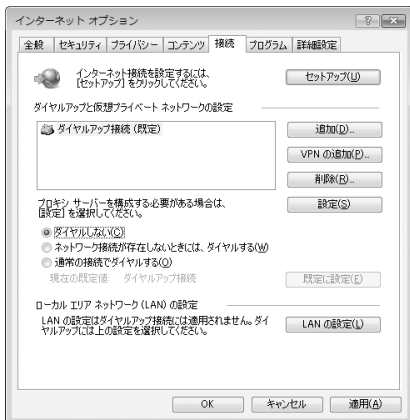 インターネット オプション
全般 セキュリティ プライバシー コンテンツ 接続 プログラム 詳細設定
インターネット接続を設定するには、
[セットアップ] をクリックしてください。
セットアップ(U)
ダイヤルアップと仮想プライベート ネットワークの設定
ダイヤルアップ接続 (既定)
追加(D)...
VPN の追加(P)...
削除(R)...
プロキシ サーバーを構成する必要がある場合は、
[設定] を選択してください。
設定(S)
ダイヤルしない(C)
ネットワーク接続が存在しないときには、ダイヤルする(W)
通常の接続でダイヤルする(O)
現在の既定値: ダイヤルアップ接続
既定に設定(E)
ローカル エリア ネットワーク (LAN) の設定
LAN の設定はダイヤルアップ接続には適用されません。ダイ
ヤルアップには上の設定を選択してください。
LAN の設定(L)
OK キャンセル 適用(A)